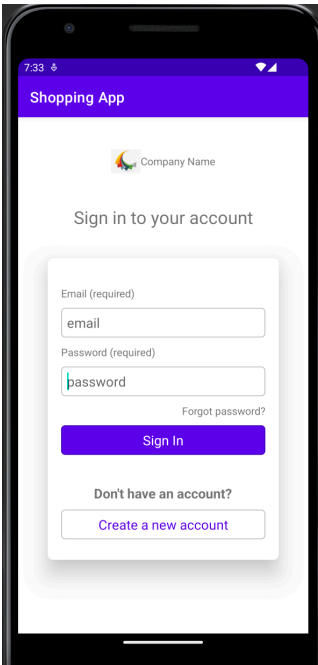 7:33
Shopping App
Company Name
Sign in to your account
Email (required)
email
Password (required)
password
Forgot password?
Sign In
Don't have an account?
Create a new account